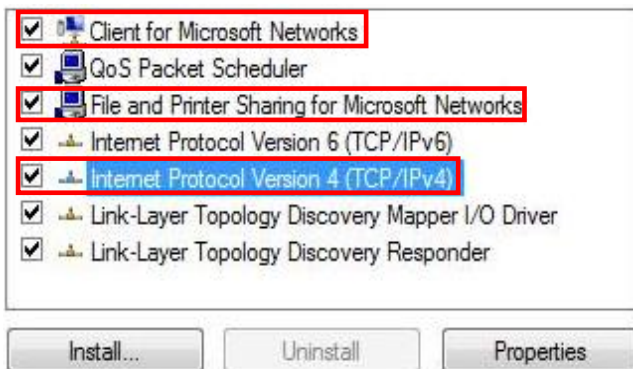 Client for Microsoft Networks
QoS Packet Scheduler
File and Printer Sharing for Microsoft Networks
Internet Protocol Version 6 (TCP/IPv6)
Internet Protocol Version 4 (TCP/IPv4)
Link-Layer Topology Discovery Mapper I/O Driver
Link-Layer Topology Discovery Responder
Install... Uninstall Properties